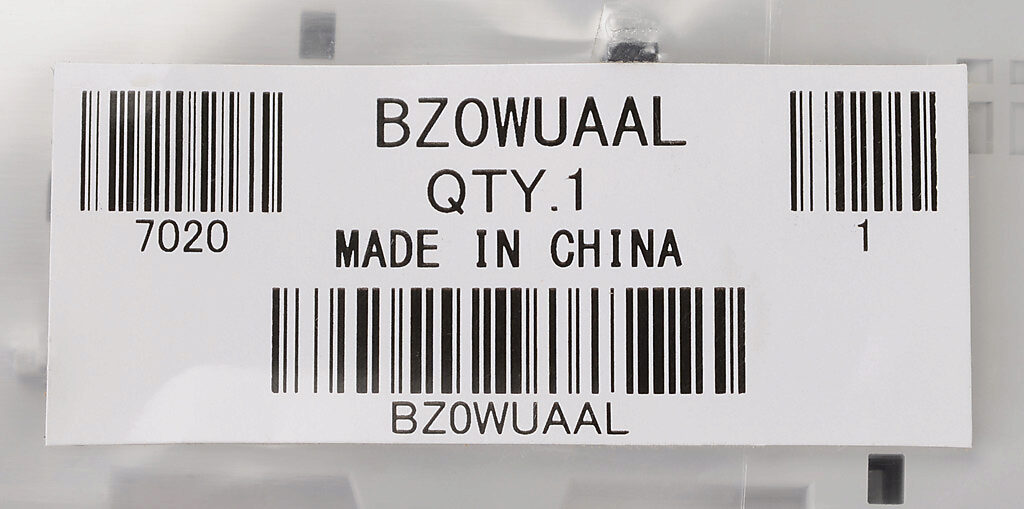 BZ0WUAAL
QTY.1
7020
1
MADE IN CHINA
BZ0WUAAL